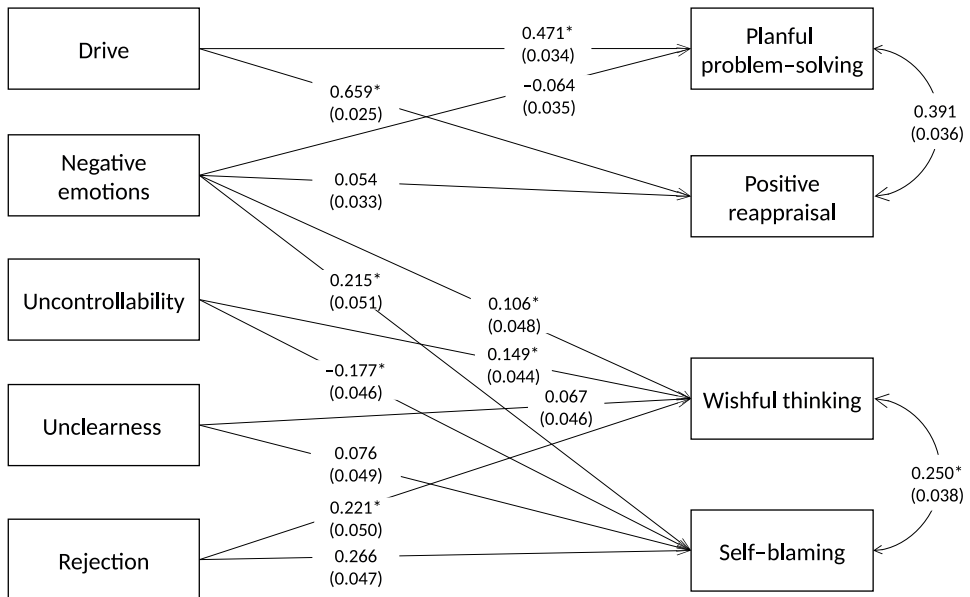 Drive
Negative
emotions
Uncontrollability
Unclearness
Rejection
0.471*
(0.034)
−0.064
(0.035)
0.659*
(0.025)
0.054
(0.033)
0.215*
(0.051)
0.106*
(0.048)
0.149*
(0.044)
−0.177*
(0.046)
0.067
(0.046)
0.076
(0.049)
0.221*
(0.050)
0.266
(0.047)
Planful
problem–solving
Positive
reappraisal
Wishful thinking
Self–blaming
0.391
(0.036)
0.250*
(0.038)